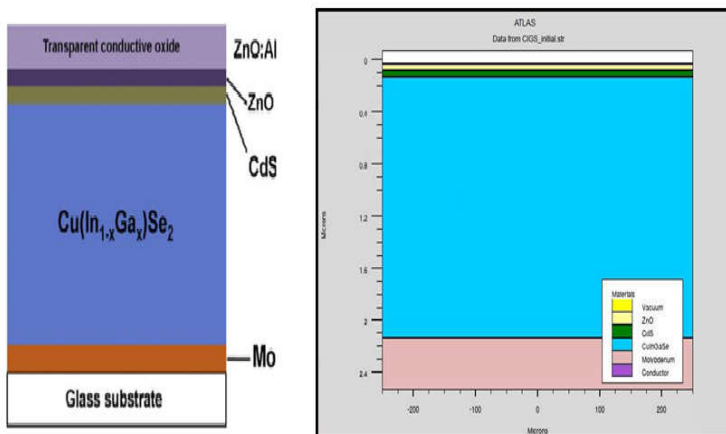 Transparent conductive oxide
ZnO:Al
ZnO
CdS
Cu(In1-xGax)Se2
Mo
Glass substrate
ATLAS
Data from CIGS_initial.str
Microns
0
0.4
0.8
1.2
1.6
2
2.4
-200
-100
0
100
200
Microns
Materials
Vacuum
ZnO
CdS
CuInGaSe
Molybdenum
Conductor